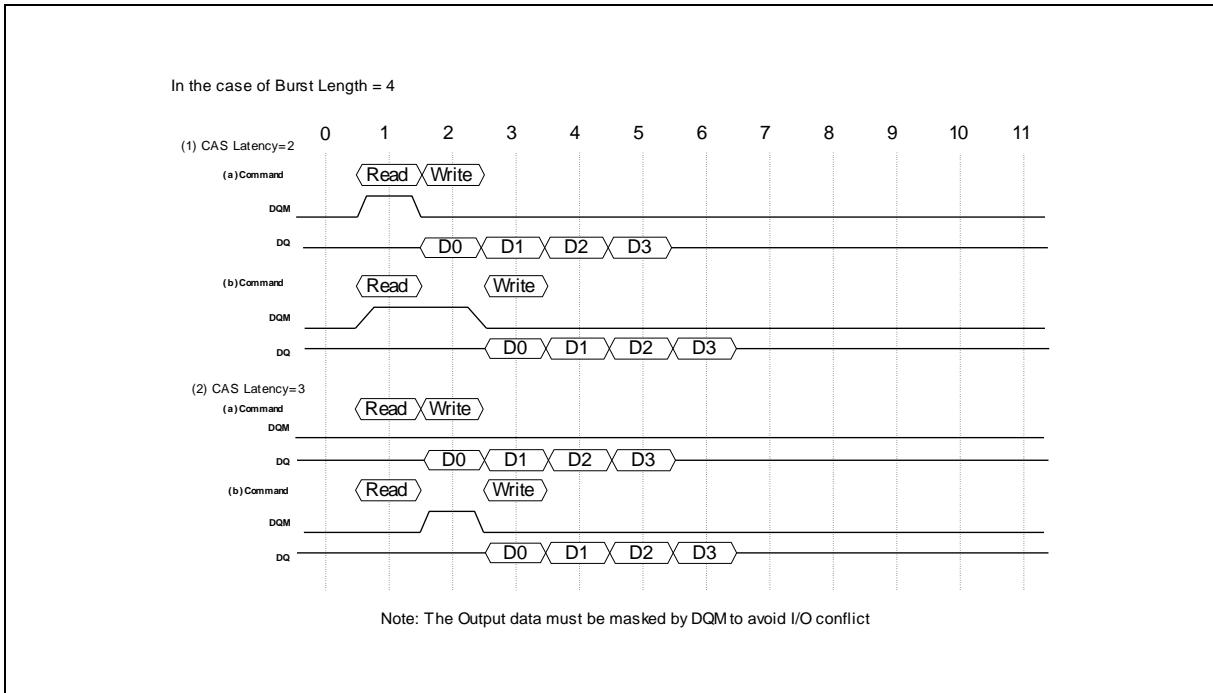 In the case of Burst Length = 4
0 1 2 3 4 5 6 7 8 9 10 11
(1) CAS Latency=2
(a)Command Read Write
DQM
DQ D0 D1 D2 D3
(b)Command Read Write
DQM
DQ D0 D1 D2 D3
(2) CAS Latency=3
(a)Command Read Write
DQM
DQ D0 D1 D2 D3
(b)Command Read Write
DQM
DQ D0 D1 D2 D3
Note: The Output data must be masked by DQM to avoid I/O conflict